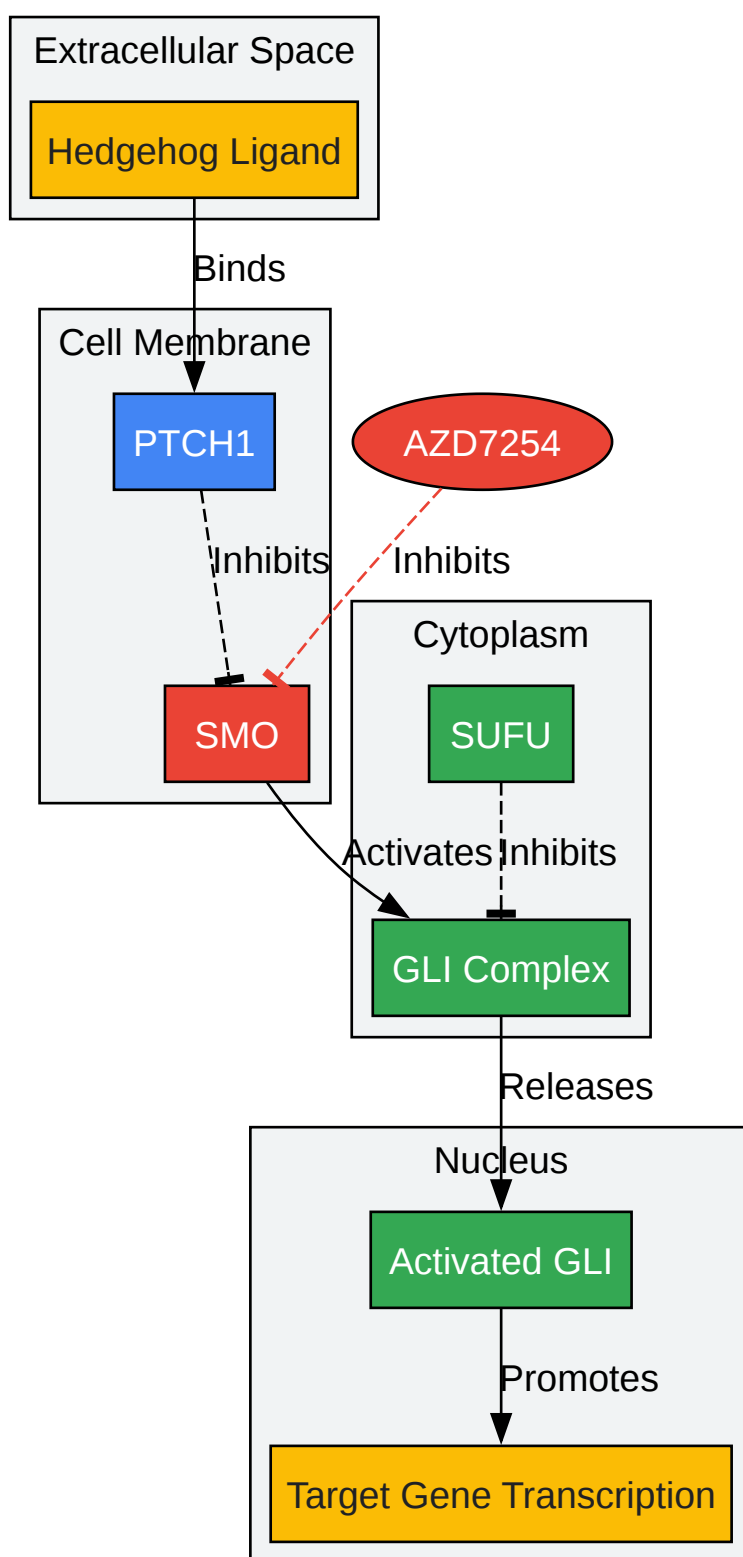 Extracellular Space
Hedgehog Ligand
Binds
Cell Membrane
PTCH1
AZD7254
Inhibits
Inhibits
Cytoplasm
SMO
SUFU
Activates
Inhibits
GLI Complex
Releases
Nucleus
Activated GLI
Promotes
Target Gene Transcription